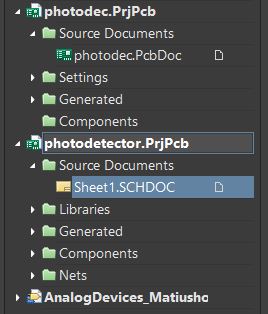 photodec.PrjPcb
Source Documents
photodec.PcbDoc
Settings
Generated
Components
photodetector.PrjPcb
Source Documents
Sheet1.SCHDOC
Libraries
Generated
Components
Nets
AnalogDevices_Matiusho